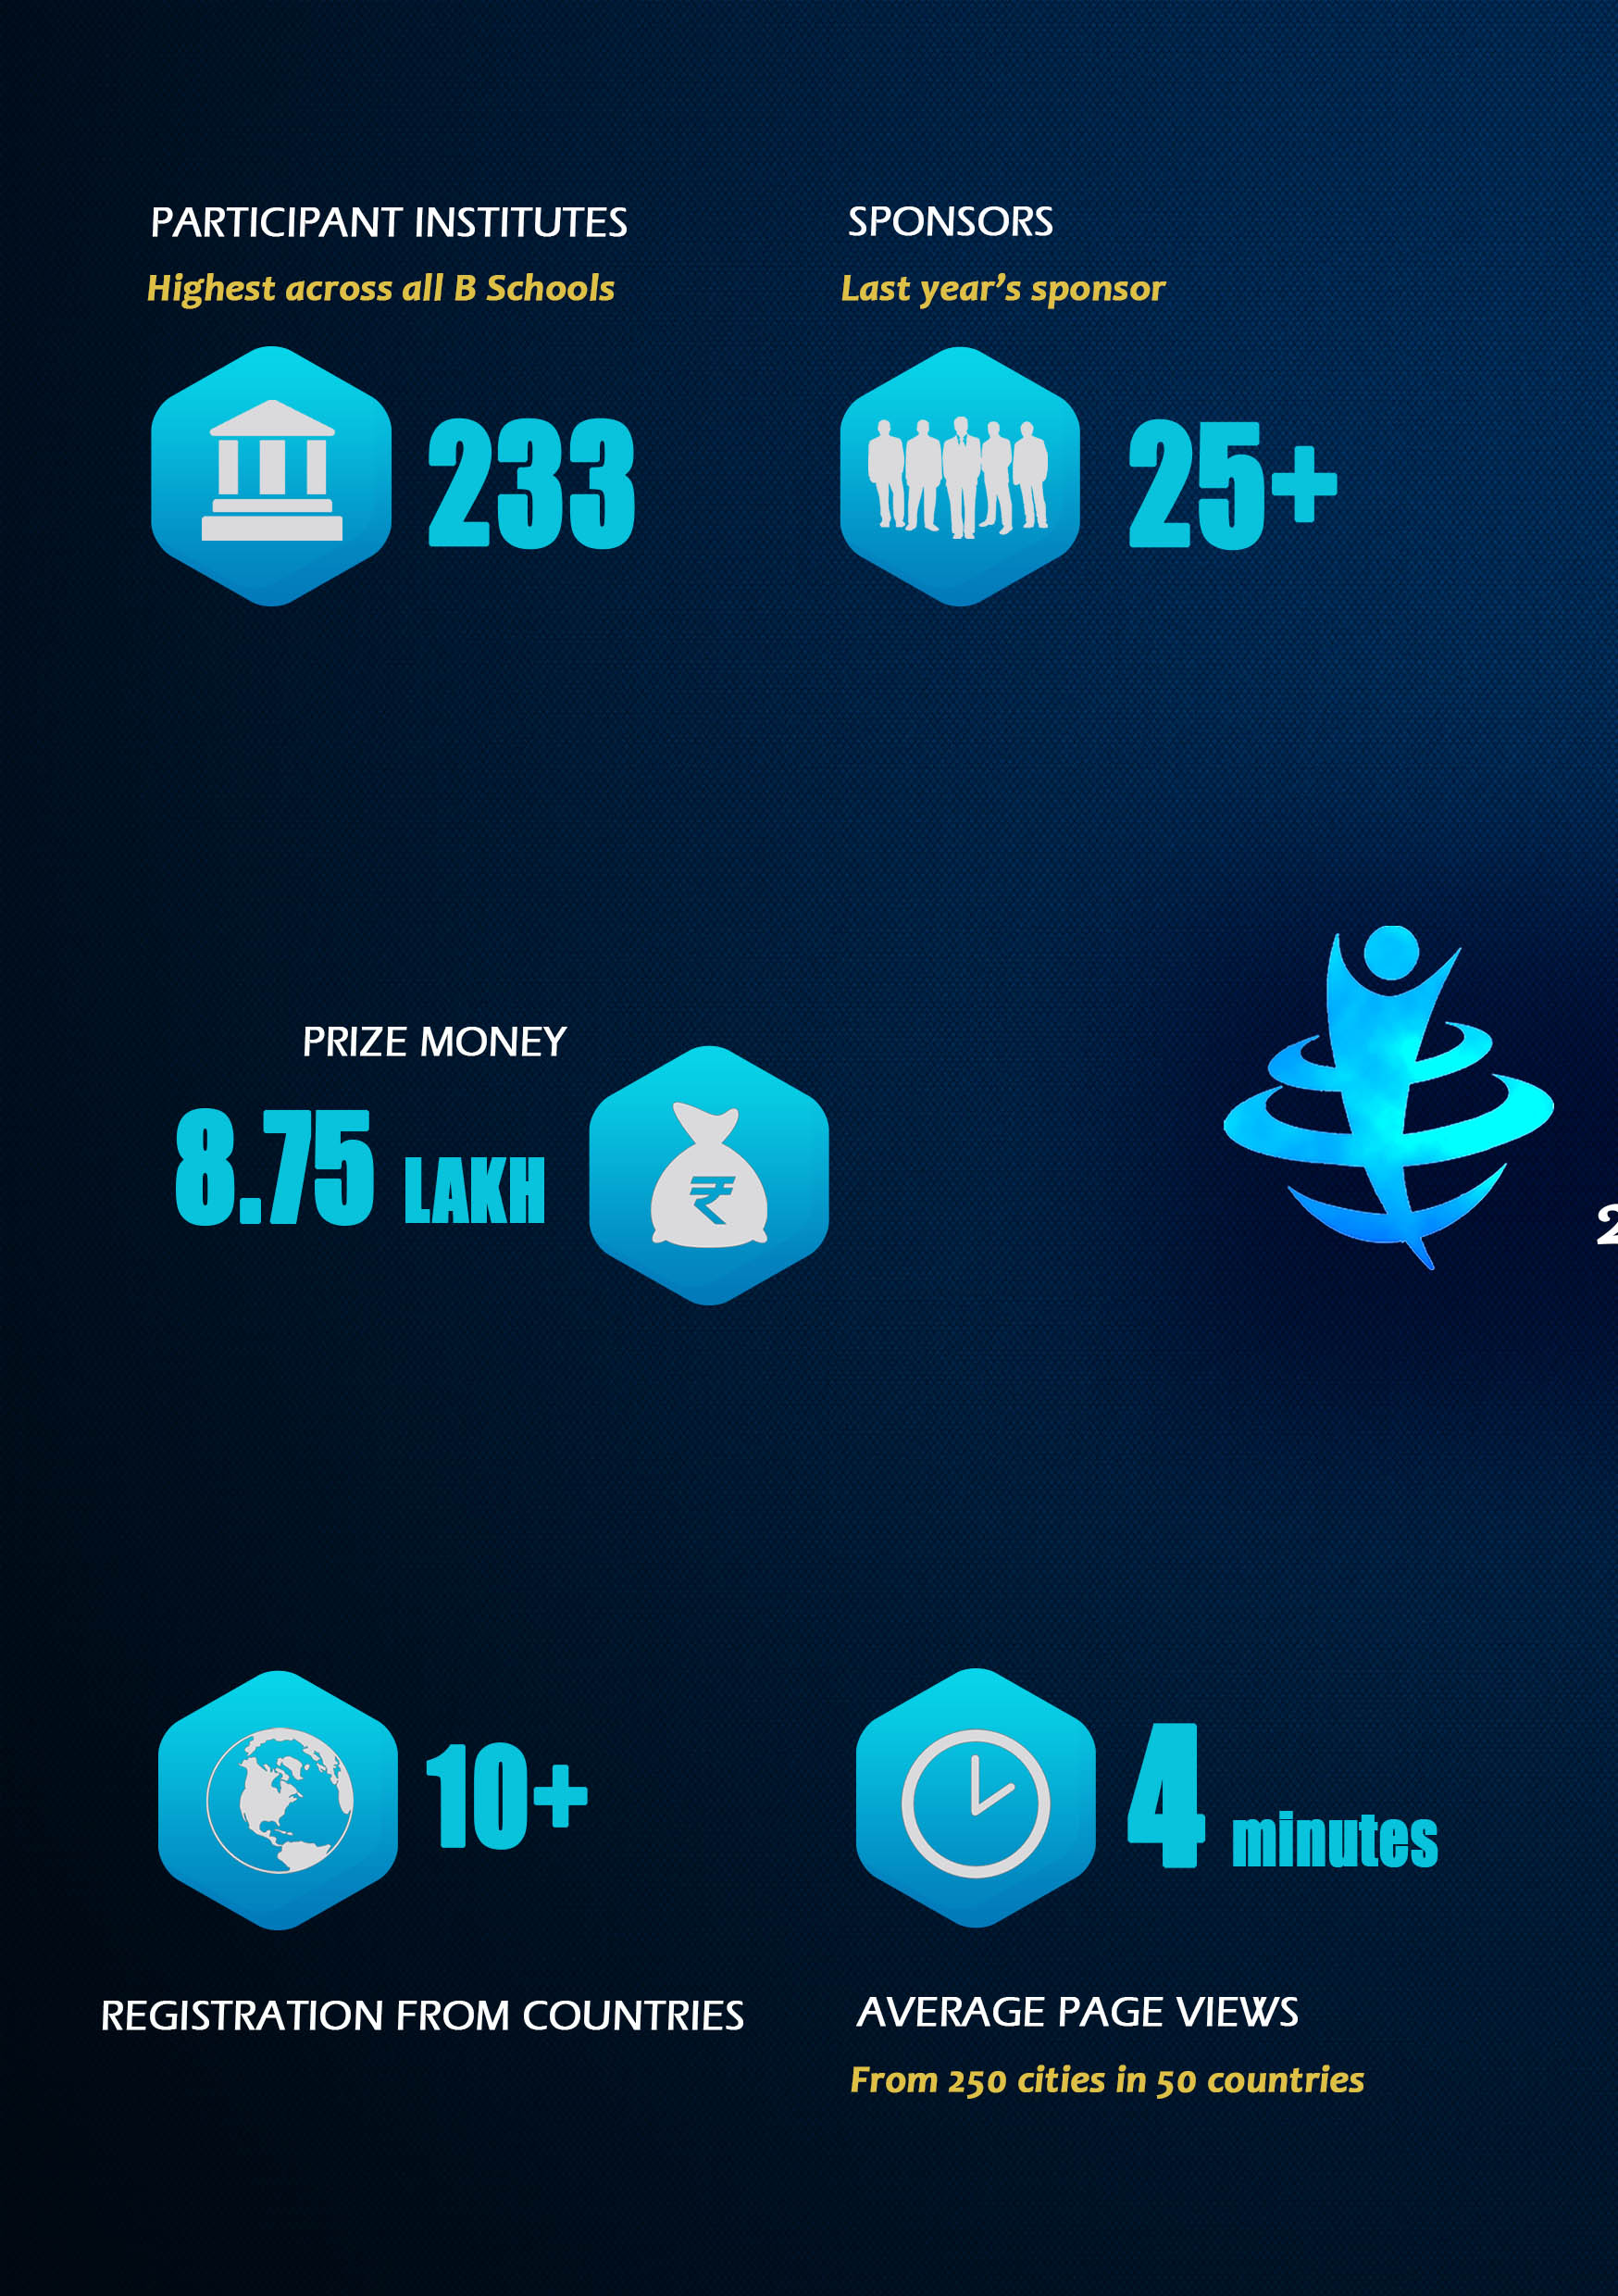 PARTICIPANT INSTITUTES
Highest across all B Schools
233
SPONSORS
Last year’s sponsor
25+
PRIZE MONEY
8.75 LAKH
₹
10+
REGISTRATION FROM COUNTRIES
4 minutes
AVERAGE PAGE VIEWS
From 250 cities in 50 countries